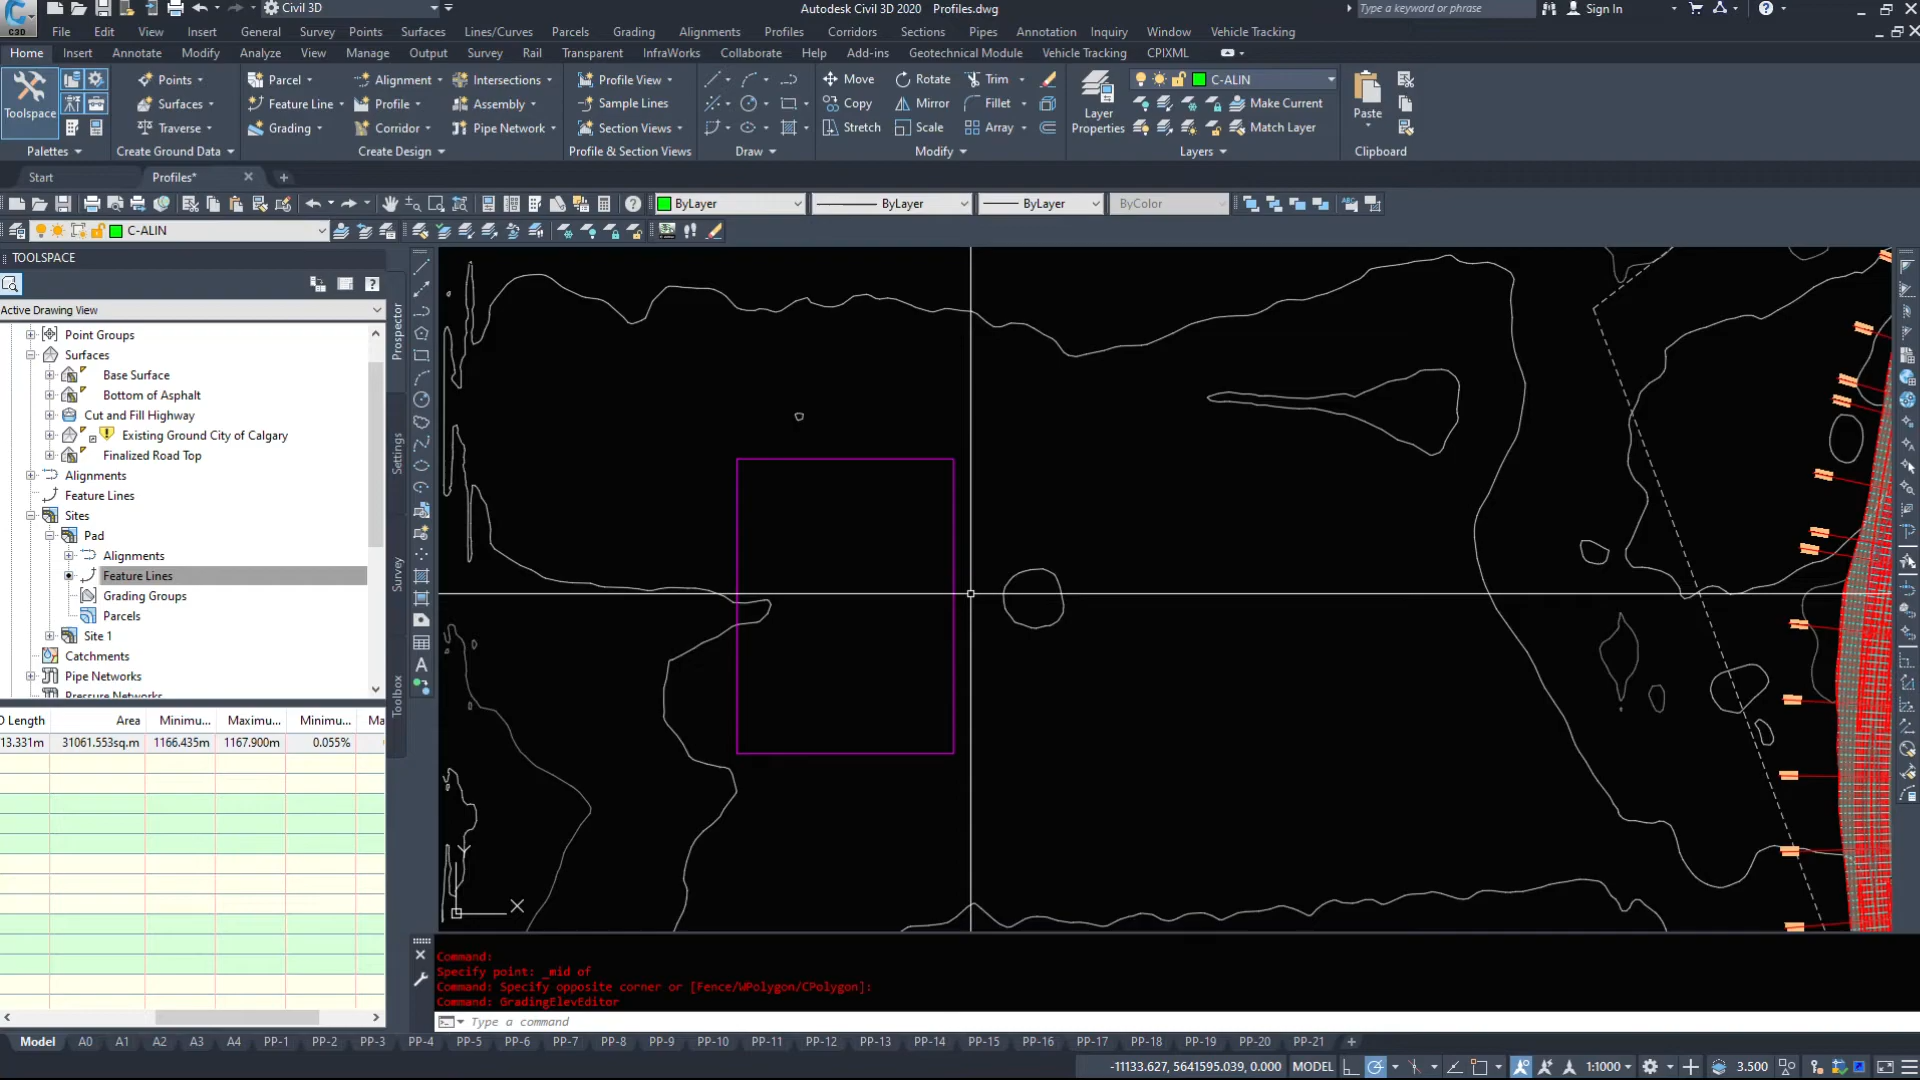 Civil 3D
Autodesk Civil 3D 2020 Profiles.dwg
Type a keyword or phrase
Sign In
C3D
File Edit View Insert General Survey Points Surfaces Lines/Curves Parcels Grading Alignments Profiles Corridors Sections Pipes Annotation Inquiry Window Vehicle Tracking
Home Insert Annotate Modify Analyze View Manage Output Survey Rail Transparent InfraWorks Collaborate Help Add-ins Geotechnical Module Vehicle Tracking CPIXML
Points Parcel Alignment Intersections Profile View Move Rotate Trim C-ALIN
Toolspace Surfaces Feature Line Profile Assembly Sample Lines Copy Mirror Fillet Layer Properties Make Current Paste
Traverse Grading Corridor Pipe Network Section Views Stretch Scale Array Match Layer
Palettes Create Ground Data Create Design Profile & Section Views Draw Modify Layers Clipboard
Start Profiles*
ByLayer ByLayer ByLayer ByColor
C-ALIN
TOOLSPACE
Active Drawing View
Point Groups
Surfaces
Base Surface
Bottom of Asphalt
Cut and Fill Highway
Existing Ground City of Calgary
Finalized Road Top
Alignments
Feature Lines
Sites
Pad
Alignments
Feature Lines
Grading Groups
Parcels
Site 1
Catchments
Pipe Networks
Pressure Networks
Prospector
Settings
Survey
Toolbox
D Length Area Minimu... Maximu... Minimu... Ma
13.331m 31061.553sq.m 1166.435m 1167.900m 0.055%
Y
X
Command:
Specify point: _mid of
Command: Specify opposite corner or [Fence/WPolygon/CPolygon]:
Command: GradingElevEditor
Type a command
Model A0 A1 A2 A3 A4 PP-1 PP-2 PP-3 PP-4 PP-5 PP-6 PP-7 PP-8 PP-9 PP-10 PP-11 PP-12 PP-13 PP-14 PP-15 PP-16 PP-17 PP-18 PP-19 PP-20 PP-21
-11133.627, 5641595.039, 0.000 MODEL 1:1000 3.500